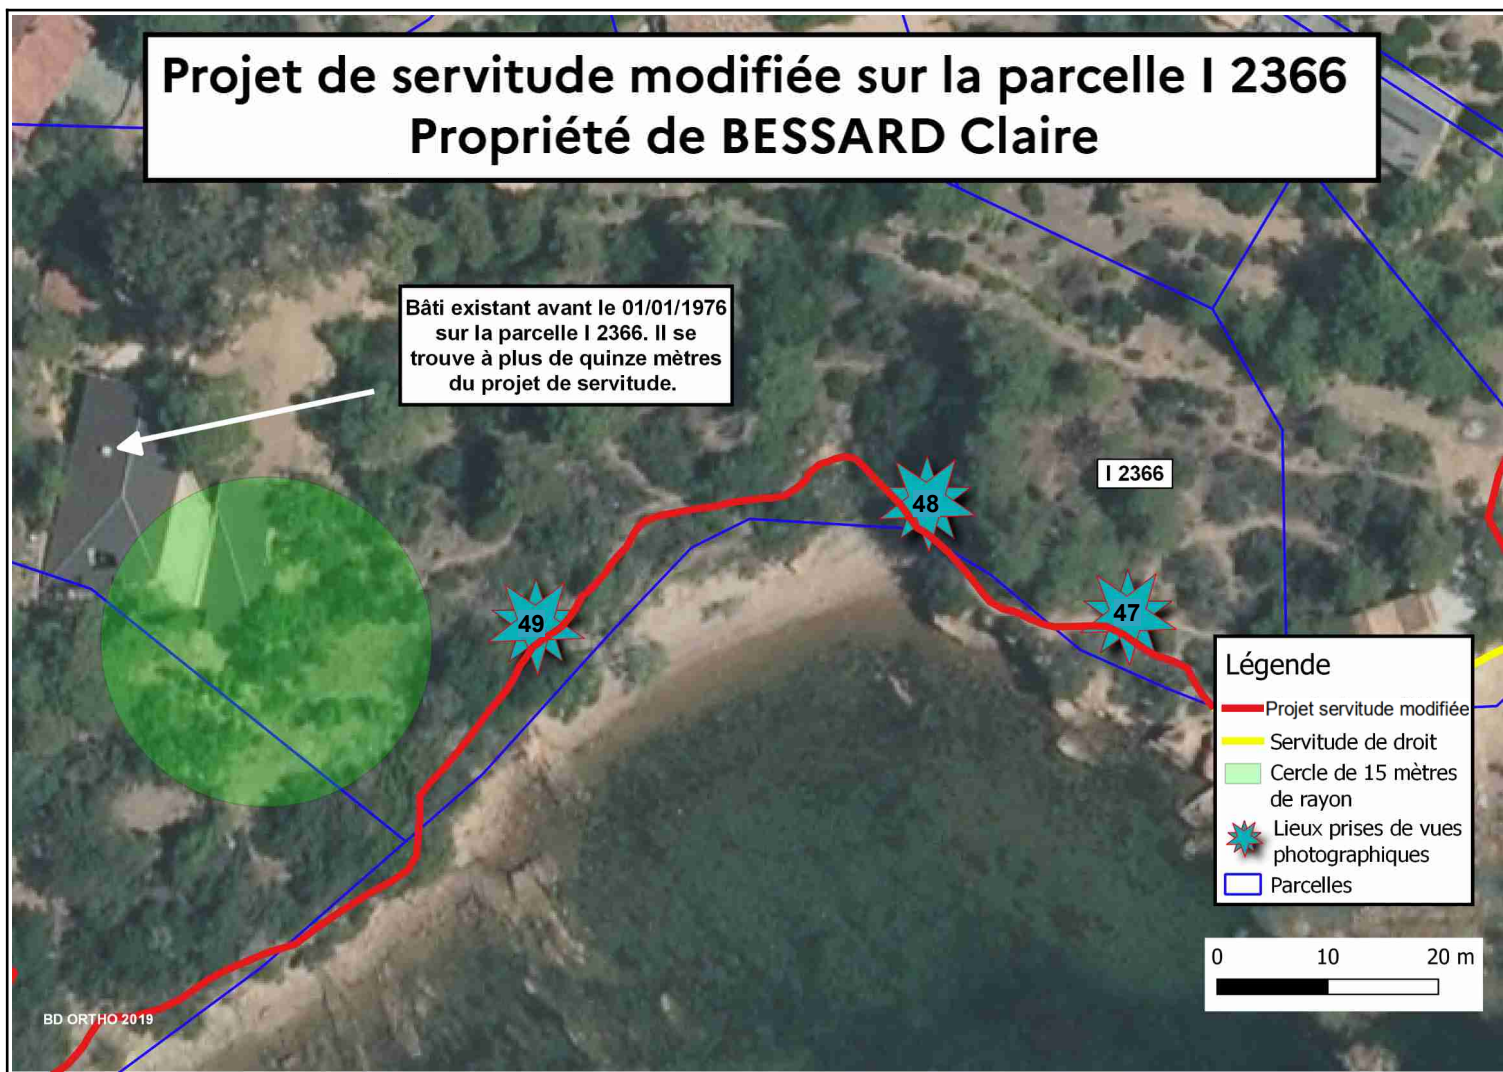 Projet de servitude modifiée sur la parcelle I 2366
Propriété de BESSARD Claire
Bâti existant avant le 01/01/1976
sur la parcelle I 2366. Il se
trouve à plus de quinze mètres
du projet de servitude.
I 2366
48
47
49
Légende
Projet servitude modifiée
Servitude de droit
Cercle de 15 mètres
de rayon
Lieux prises de vues
photographiques
Parcelles
0 10 20 m
BD ORTHO 2019